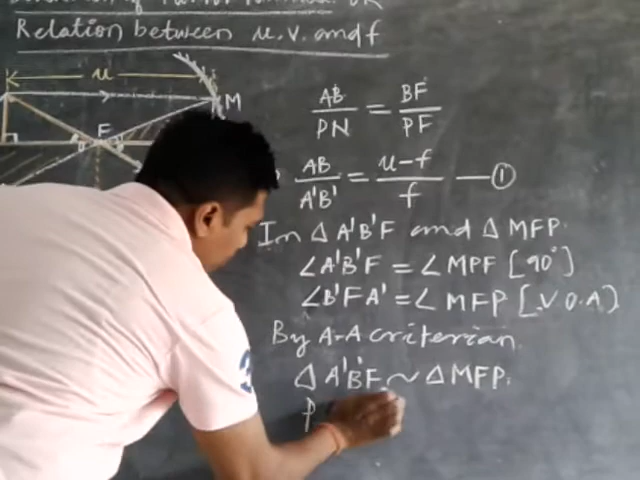 Relation between u.v. and f
u
M
F
AB/PN = BF/PF
AB/A'B' = u-f/f — ①
In Δ A'B'F and Δ MFP.
∠A'B'F = ∠ MPF [90°]
∠B'FA' = ∠ MFP [V.O.A]
By A-A criterian
Δ A'B'F ~ Δ MFP.
P
3